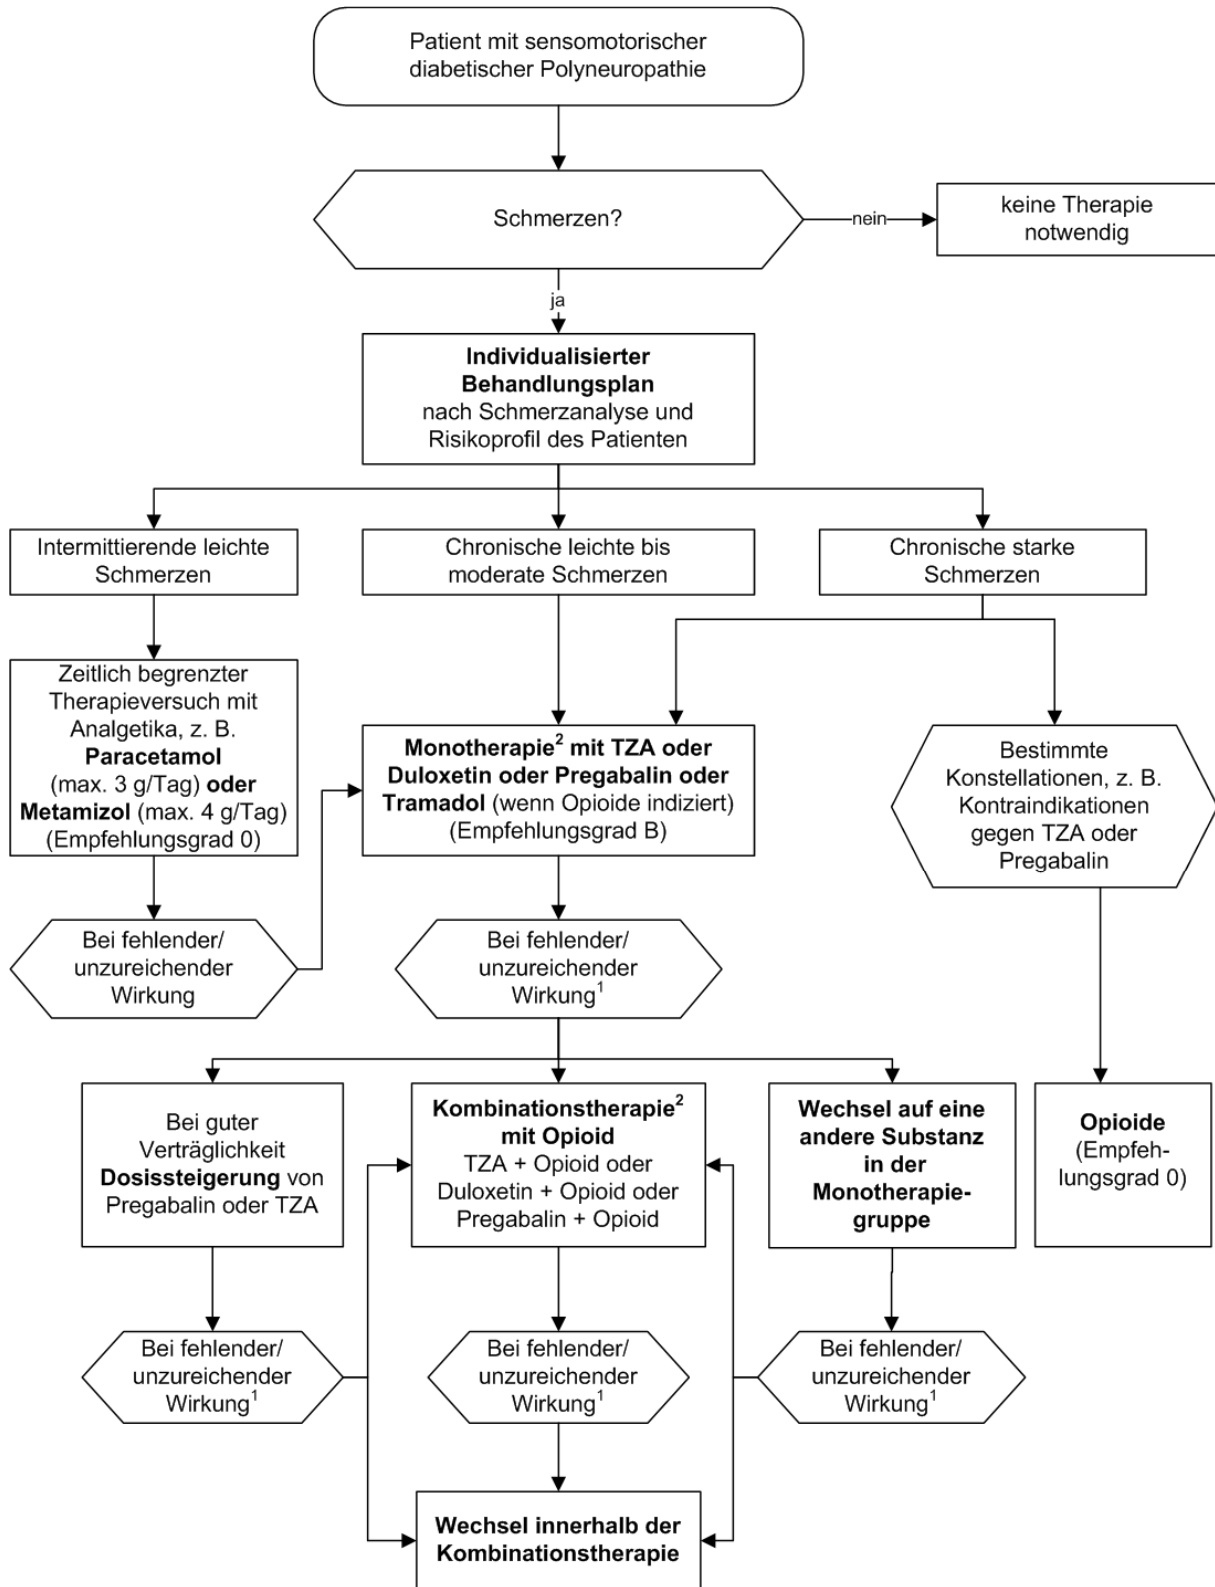 Patient mit sensomotorischer
diabetischer Polyneuropathie
Schmerzen?
nein
keine Therapie
notwendig
ja
Individualisierter
Behandlungsplan
nach Schmerzanalyse und
Risikoprofil des Patienten
Intermittierende leichte
Schmerzen
Chronische leichte bis
moderate Schmerzen
Chronische starke
Schmerzen
Zeitlich begrenzter
Therapieversuch mit
Analgetika, z. B.
Paracetamol
(max. 3 g/Tag) oder
Metamizol (max. 4 g/Tag)
(Empfehlungsgrad 0)
Monotherapie² mit TZA oder
Duloxetin oder Pregabalin oder
Tramadol (wenn Opioide indiziert)
(Empfehlungsgrad B)
Bestimmte
Konstellationen, z. B.
Kontraindikationen
gegen TZA oder
Pregabalin
Bei fehlender/
unzureichender
Wirkung
Bei fehlender/
unzureichender
Wirkung¹
Bei guter
Verträglichkeit
Dosissteigerung von
Pregabalin oder TZA
Kombinationstherapie²
mit Opioid
TZA + Opioid oder
Duloxetin + Opioid oder
Pregabalin + Opioid
Wechsel auf eine
andere Substanz
in der
Monotherapie-
gruppe
Opioide
(Empfeh-
lungsgrad 0)
Bei fehlender/
unzureichender
Wirkung¹
Bei fehlender/
unzureichender
Wirkung¹
Bei fehlender/
unzureichender
Wirkung¹
Wechsel innerhalb der
Kombinationstherapie